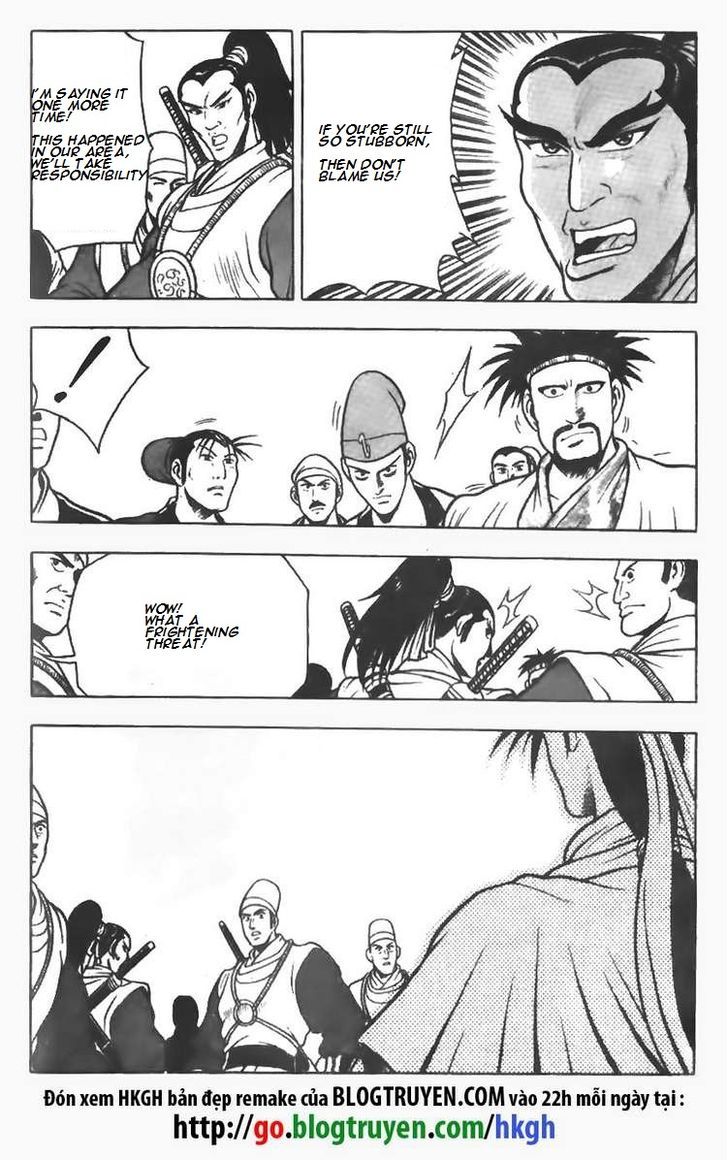 I'M SAYING IT
ONE MORE
TIME!
THIS HAPPENED
IN OUR AREA,
WE'LL TAKE
RESPONSIBILITY
IF YOU'RE STILL
SO STUBBORN,
THEN DON'T
BLAME US!
!
WOW!
WHAT A
FRIGHTENING
THREAT!
Đón xem HKGH bản đẹp remake của BLOGTRUYEN.COM vào 22h mỗi ngày tại :
http://go.blogtruyen.com/hkgh